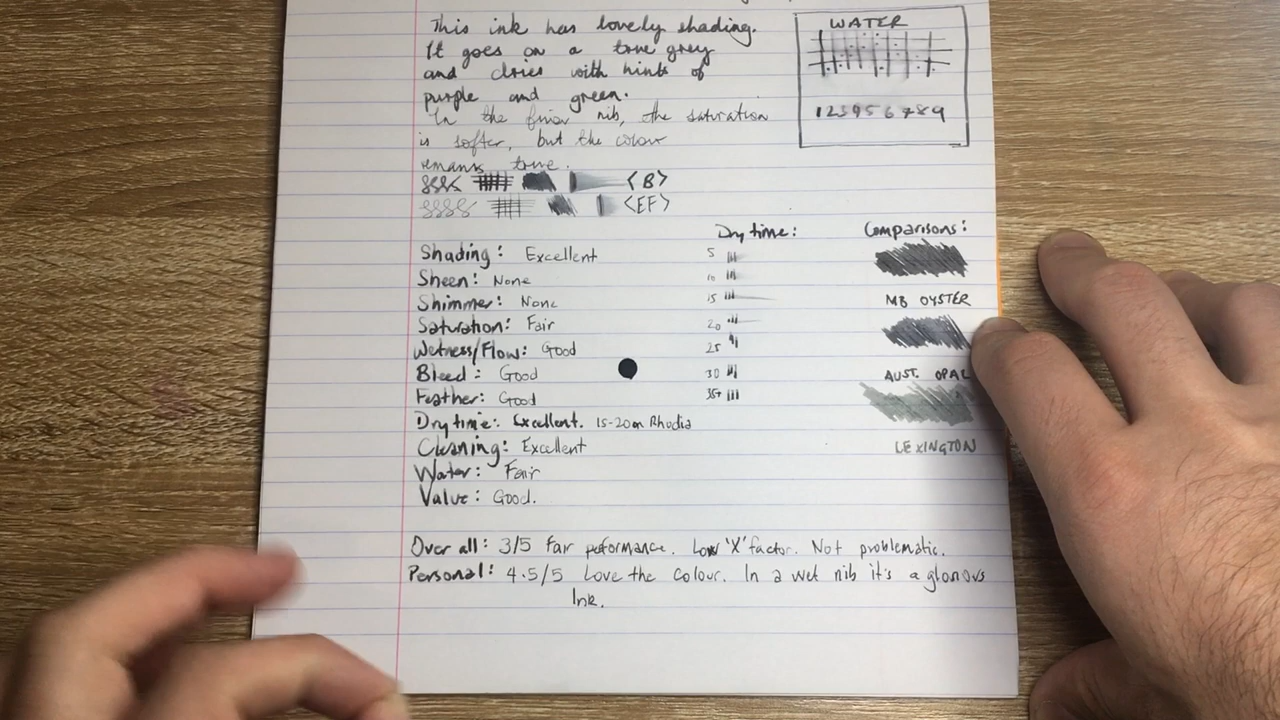 This ink has lovely shading.
It goes on a true grey
and dries with hints of
purple and green.
In the finer nib, the saturation
is softer, but the colour
remains true.
<B>
<EF>
WATER
123456789
Shading: Excellent
Sheen: None
Shimmer: None
Saturation: Fair
Wetness/Flow: Good
Bleed: Good
Feather: Good
Dry time: Excellent. 15-20 on Rhodia
Cleaning: Excellent
Water: Fair
Value: Good.
Dry time:
5
10
15
20
25
30
35+
Comparisons:
MB OYSTER
AUST. OPAL
LEXINGTON
Over all: 3/5 Fair peformance. Low 'X' factor. Not problematic.
Personal: 4.5/5 Love the colour. In a wet nib it's a glorious
Ink.